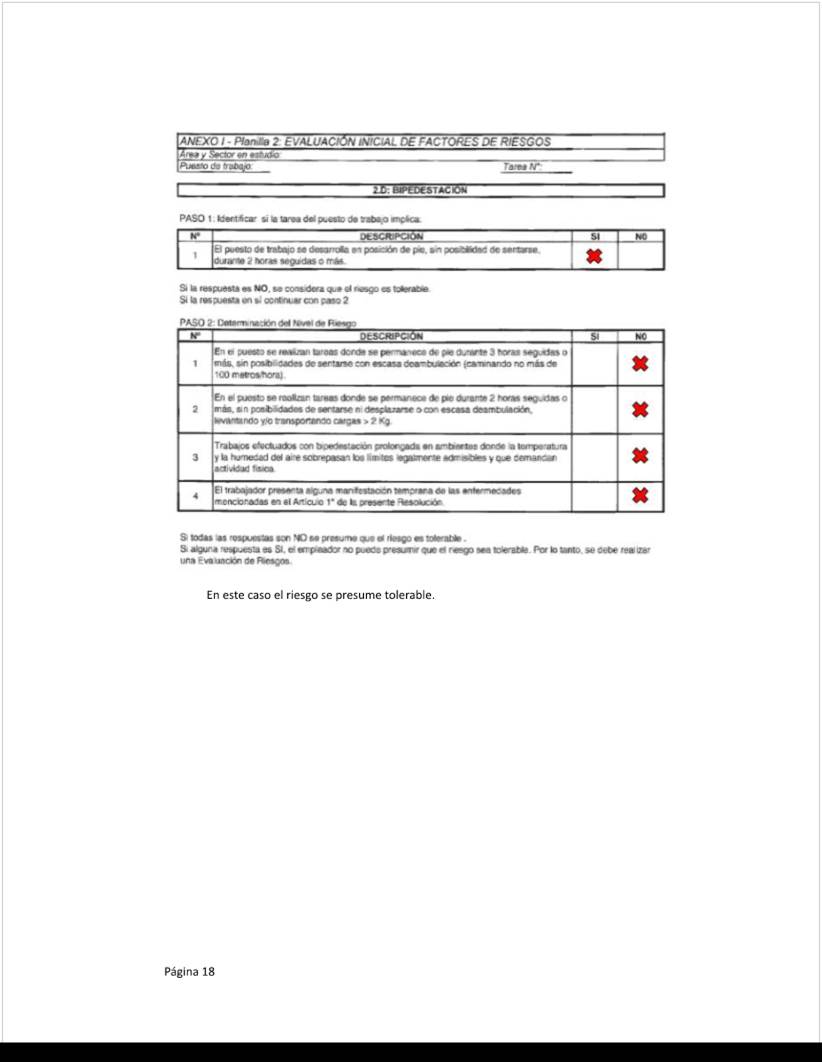 ANEXO I - Planilla 2: EVALUACIÓN INICIAL DE FACTORES DE RIESGOS
Área y Sector en estudio:
Puesto de trabajo: Tarea N°:
2.D: BIPEDESTACIÓN
PASO 1: Identificar si la tarea del puesto de trabajo implica:
N° DESCRIPCIÓN SI NO
1 El puesto de trabajo se desarrolla en posición de pie, sin posibilidad de sentarse,
durante 2 horas seguidas o más.
Si la respuesta es NO, se considera que el riesgo es tolerable.
Si la respuesta en sí continuar con paso 2
PASO 2: Determinación del Nivel de Riesgo
N° DESCRIPCIÓN SI NO
1 En el puesto se realizan tareas donde se permanece de pie durante 3 horas seguidas o
más, sin posibilidades de sentarse con escasa deambulación (caminando no más de
100 metros/hora).
2 En el puesto se realizan tareas donde se permanece de pie durante 2 horas seguidas o
más, sin posibilidades de sentarse ni desplazarse o con escasa deambulación,
levantando y/o transportando cargas > 2 Kg.
3 Trabajos efectuados con bipedestación prolongada en ambientes donde la temperatura
y la humedad del aire sobrepasan los límites legalmente admisibles y que demandan
actividad física.
4 El trabajador presenta alguna manifestación temprana de las enfermedades
mencionadas en el Artículo 1° de la presente Resolución.
Si todas las respuestas son NO se presume que el riesgo es tolerable .
Si alguna respuesta es SI, el empleador no puede presumir que el riesgo sea tolerable. Por lo tanto, se debe realizar
una Evaluación de Riesgos.
En este caso el riesgo se presume tolerable.
Página 18